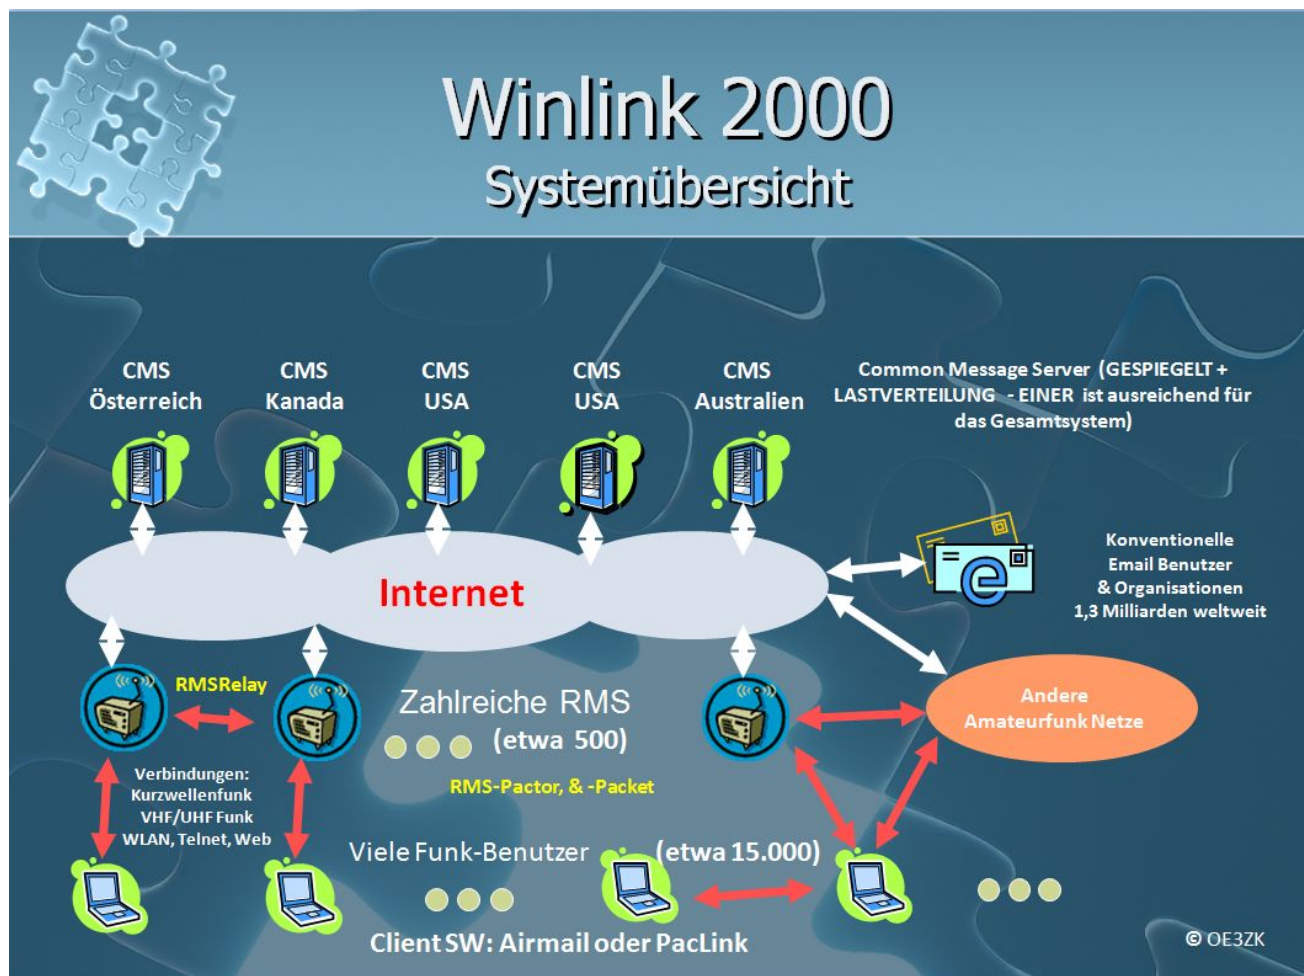 Winlink 2000
Systemübersicht
CMS
Österreich
CMS
Kanada
CMS
USA
CMS
USA
CMS
Australien
Common Message Server (GESPIEGELT +
LASTVERTEILUNG - EINER ist ausreichend für
das Gesamtsystem)
Internet
e
Konventionelle
Email Benutzer
& Organisationen
1,3 Milliarden weltweit
RMSRelay
Zahlreiche RMS
(etwa 500)
Andere
Amateurfunk Netze
Verbindungen:
Kurzwellenfunk
VHF/UHF Funk
WLAN, Telnet, Web
RMS-Pactor, & -Packet
Viele Funk-Benutzer (etwa 15.000)
Client SW: Airmail oder PacLink
© OE3ZK